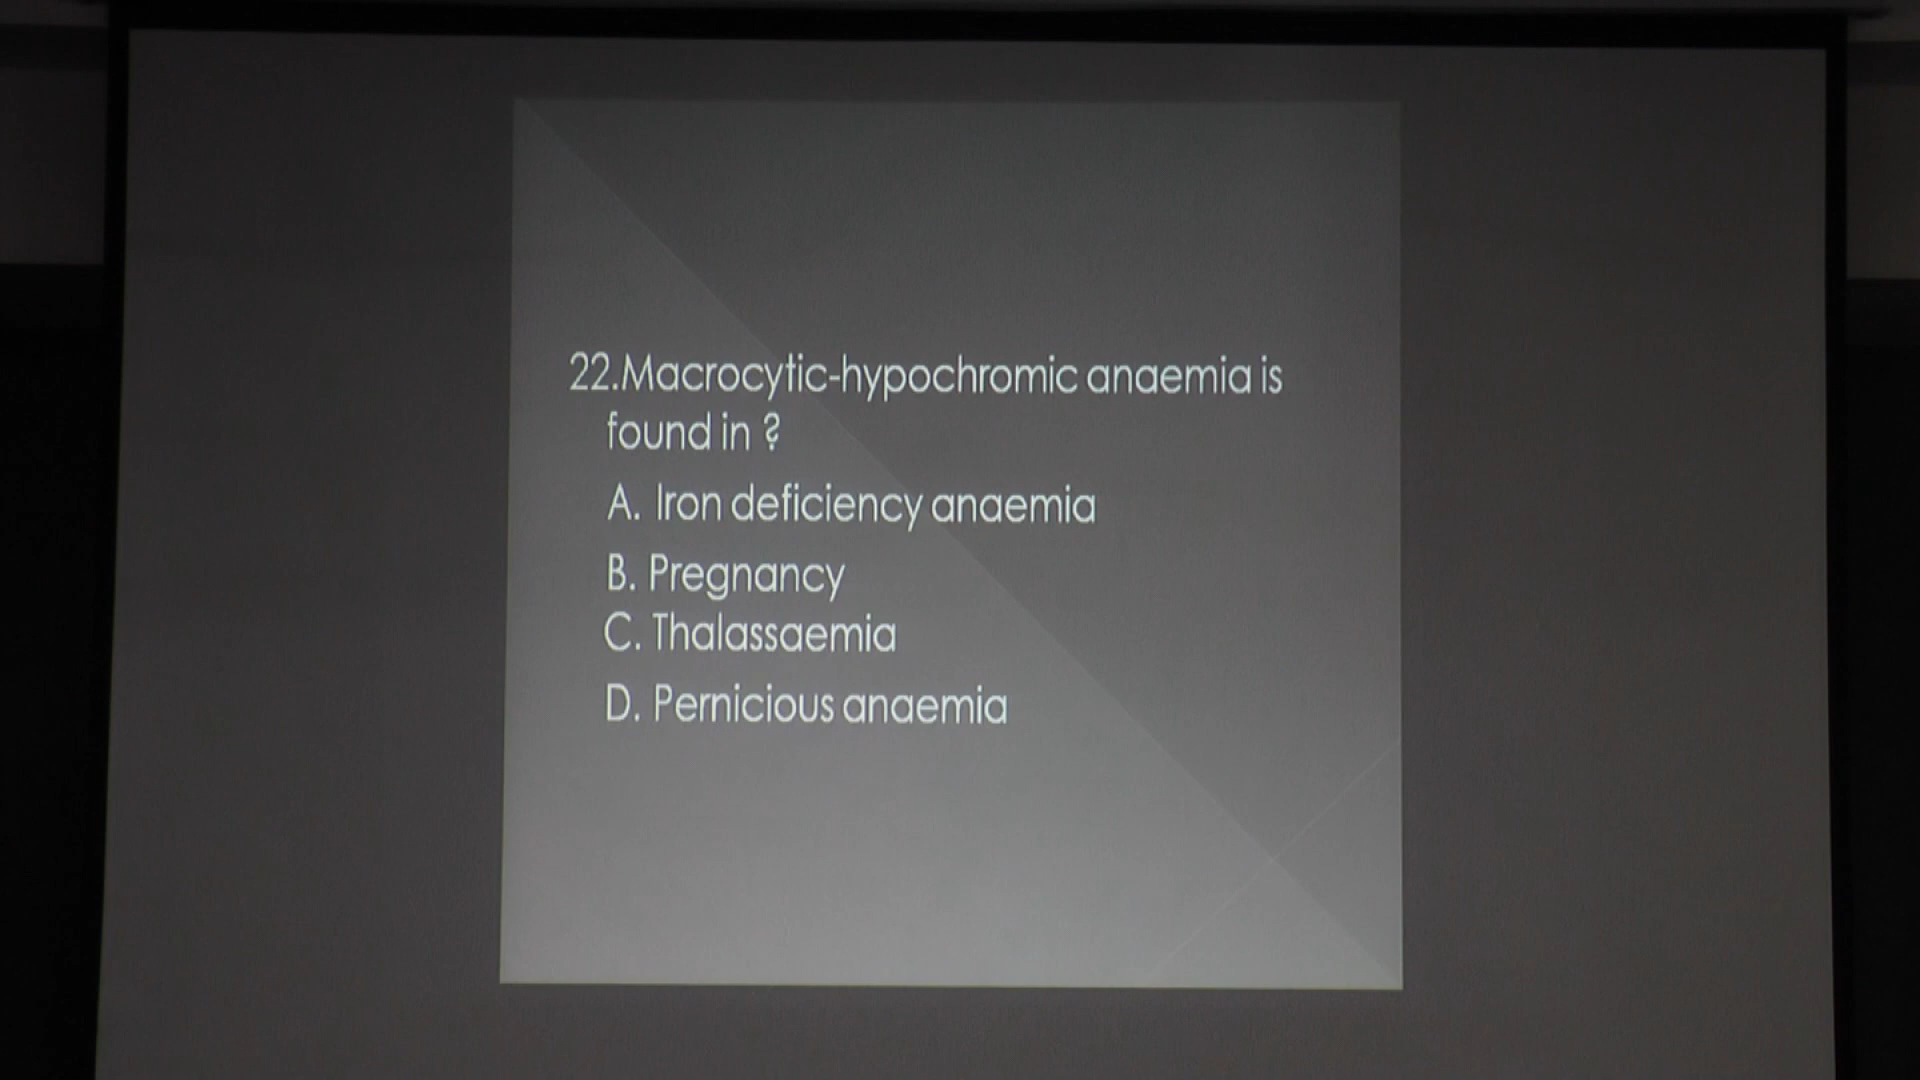 22.Macrocytic-hypochromic anaemia is
found in ?
A. Iron deficiency anaemia
B. Pregnancy
C. Thalassaemia
D. Pernicious anaemia